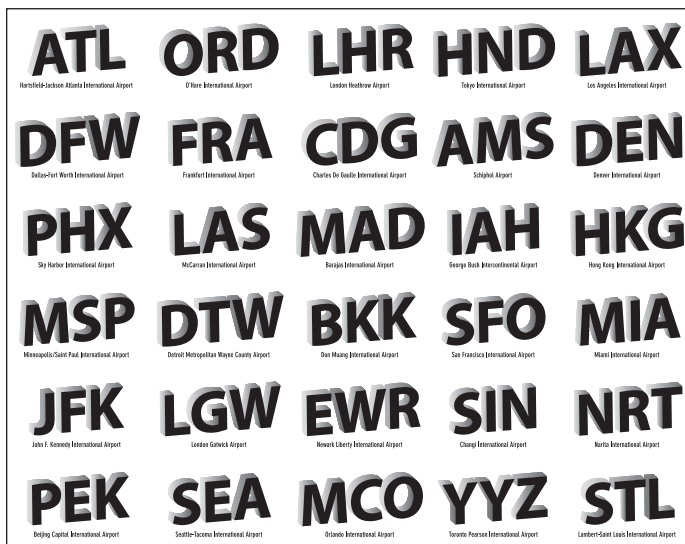 ATL ORD LHR HND LAX
Hartsfield-Jackson Atlanta International Airport O'Hare International Airport London Heathrow Airport Tokyo International Airport Los Angeles International Airport
DFW FRA CDG AMS DEN
Dallas-Fort Worth International Airport Frankfurt International Airport Charles De Gaulle International Airport Schiphol Airport Denver International Airport
PHX LAS MAD IAH HKG
Sky Harbor International Airport McCarran International Airport Barajas International Airport George Bush Intercontinental Airport Hong Kong International Airport
MSP DTW BKK SFO MIA
Minneapolis/Saint Paul International Airport Detroit Metropolitan Wayne County Airport Don Muang International Airport San Francisco International Airport Miami International Airport
JFK LGW EWR SIN NRT
John F. Kennedy International Airport London Gatwick Airport Newark Liberty International Airport Changi International Airport Narita International Airport
PEK SEA MCO YYZ STL
Beijing Capital International Airport Seattle-Tacoma International Airport Orlando International Airport Toronto Pearson International Airport Lambert-Saint Louis International Airport